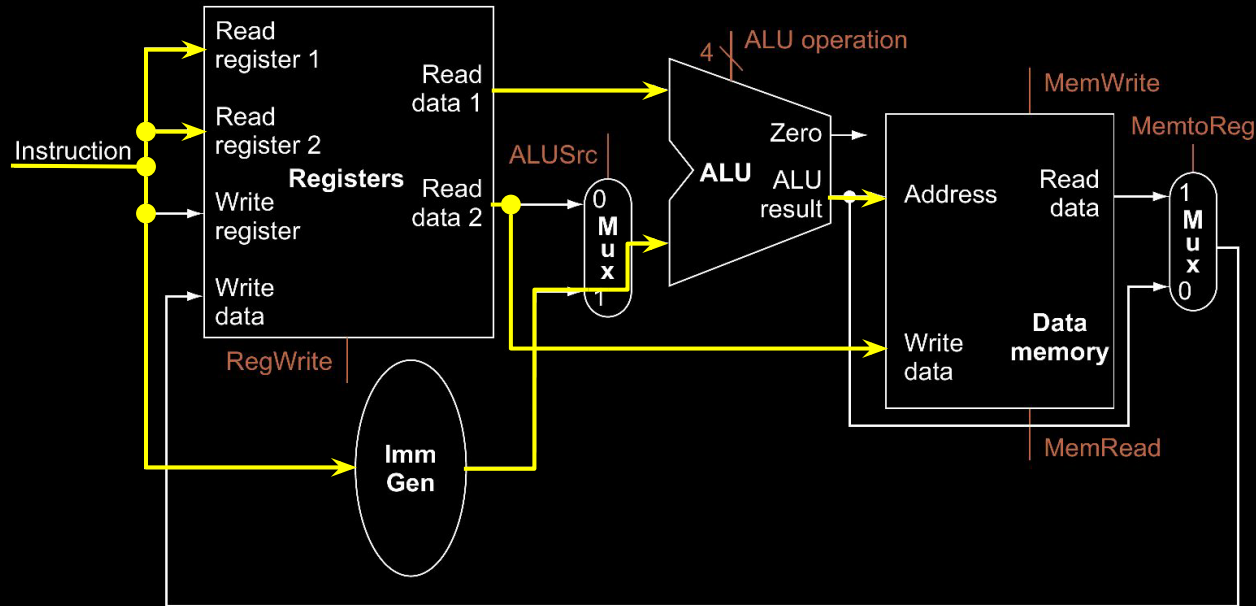 Instruction
Read
register 1
Read
register 2
Registers
Write
register
Write
data
Read
data 1
Read
data 2
RegWrite
Imm
Gen
ALUSrc
0
M
u
x
1
4
ALU operation
Zero
ALU
ALU
result
MemWrite
Address
Read
data
Write
data
Data
memory
MemRead
MemtoReg
1
M
u
x
0